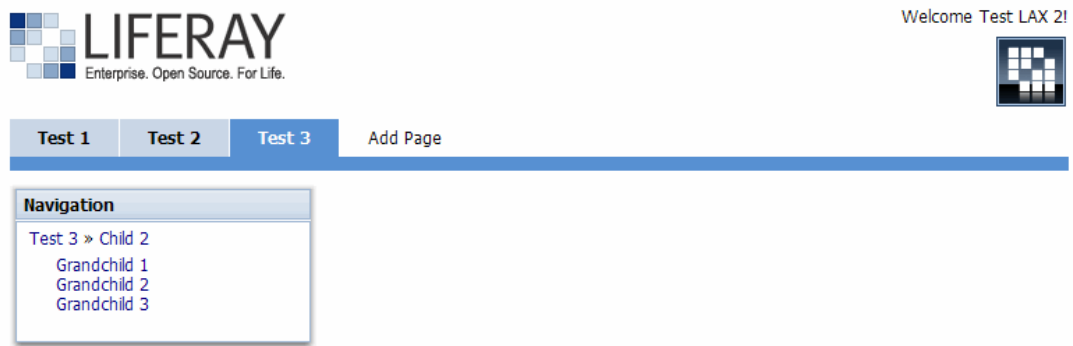 Welcome Test LAX 2!
LIFERAY
Enterprise. Open Source. For Life.
Test 1 Test 2 Test 3 Add Page
Navigation
Test 3 » Child 2
Grandchild 1
Grandchild 2
Grandchild 3